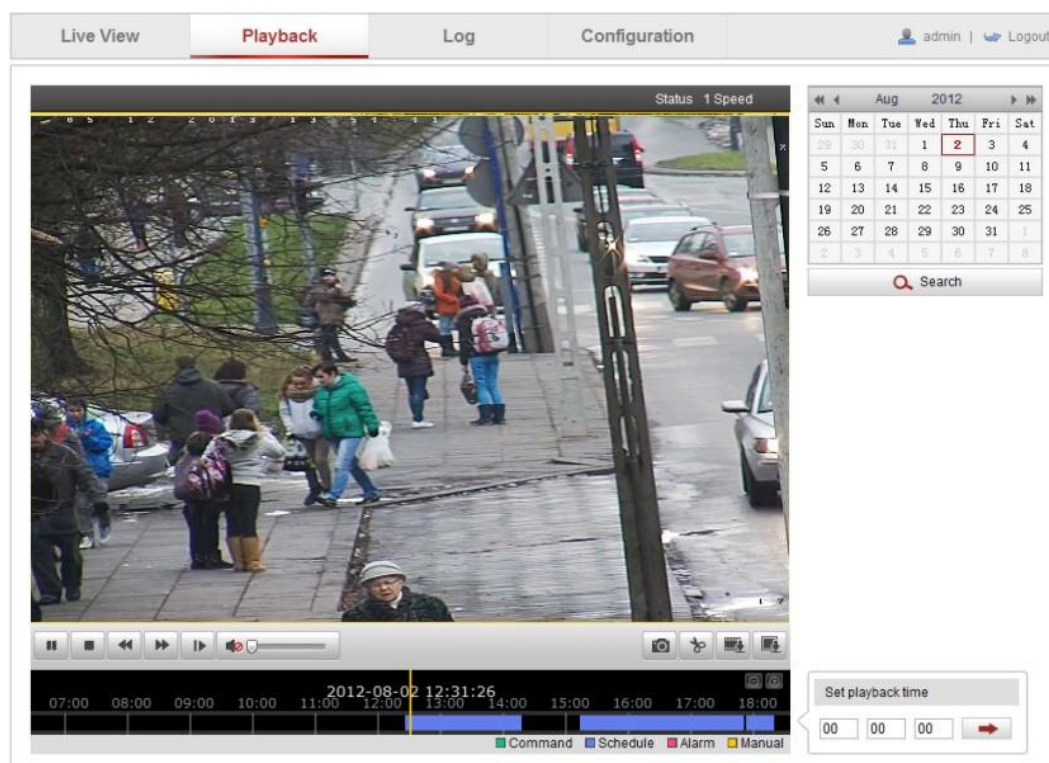 Live View Playback Log Configuration admin | Logout
Status 1 Speed
Aug 2012
Sun Mon Tue Wed Thu Fri Sat
29 30 31 1 2 3 4
5 6 7 8 9 10 11
12 13 14 15 16 17 18
19 20 21 22 23 24 25
26 27 28 29 30 31 1
2 3 4 5 6 7 8
Search
2012-08-02 12:31:26
07:00 08:00 09:00 10:00 11:00 12:00 13:00 14:00 15:00 16:00 17:00 18:00
Command Schedule Alarm Manual
Set playback time
00 00 00